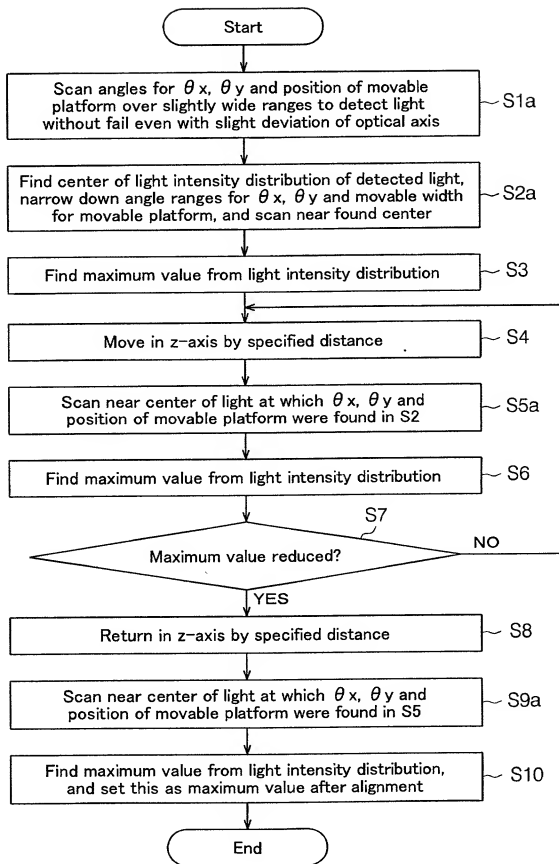 Start
Scan angles for θx, θy and position of movable
platform over slightly wide ranges to detect light
without fail even with slight deviation of optical axis
S1a
Find center of light intensity distribution of detected light,
narrow down angle ranges for θx, θy and movable width
for movable platform, and scan near found center
S2a
Find maximum value from light intensity distribution
S3
Move in z-axis by specified distance
S4
Scan near center of light at which θx, θy and
position of movable platform were found in S2
S5a
Find maximum value from light intensity distribution
S6
S7
Maximum value reduced?
NO
YES
Return in z-axis by specified distance
S8
Scan near center of light at which θx, θy and
position of movable platform were found in S5
S9a
Find maximum value from light intensity distribution,
and set this as maximum value after alignment
S10
End